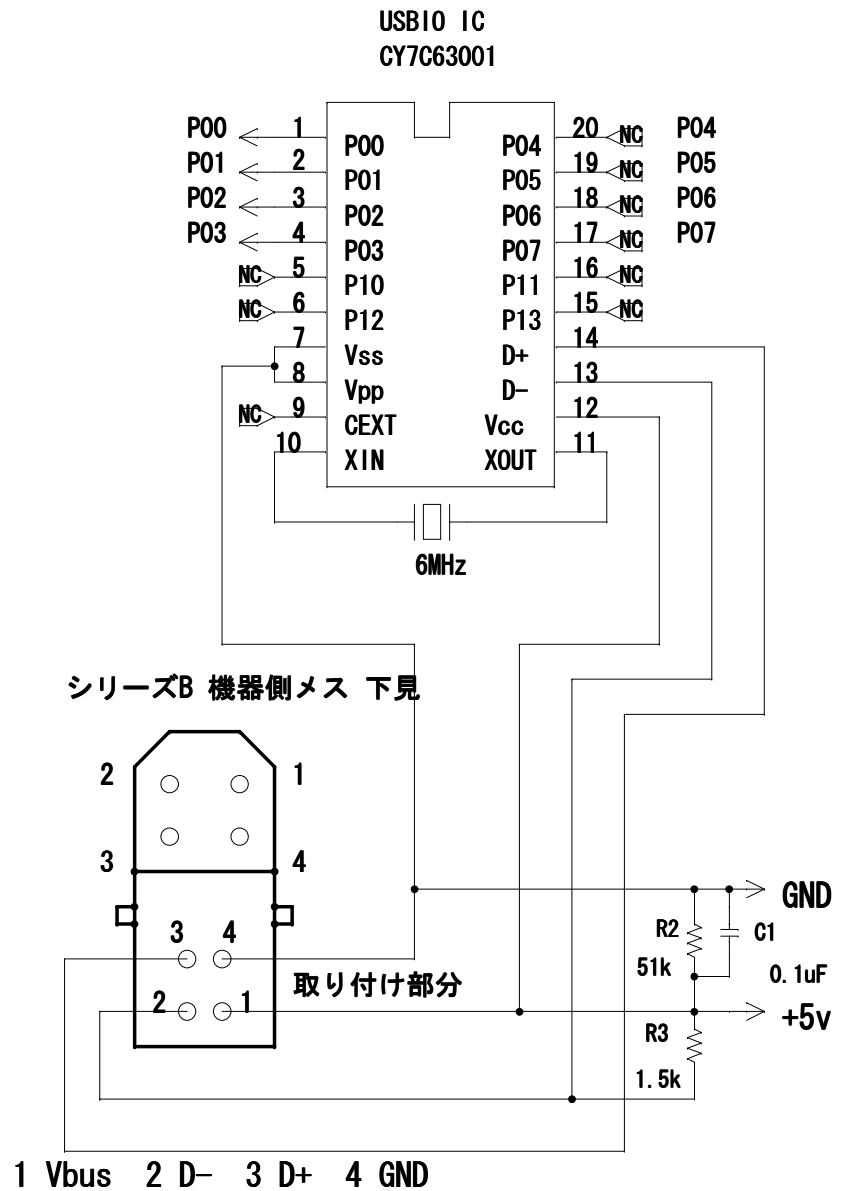 USBIO IC
CY7C63001
P00 1 P00 P04 20 NC P04
P01 2 P01 P05 19 NC P05
P02 3 P02 P06 18 NC P06
P03 4 P03 P07 17 NC P07
NC 5 P10 P11 16 NC
NC 6 P12 P13 15 NC
7 Vss D+ 14
8 Vpp D- 13
NC 9 CEXT Vcc 12
10 XIN XOUT 11
6MHz
シリーズB 機器側メス 下見
2 1
3 4
GND
3 4
R2 C1
51k 0.1uF
取り付け部分
2 1
+5v
R3
1.5k
1 Vbus 2 D- 3 D+ 4 GND